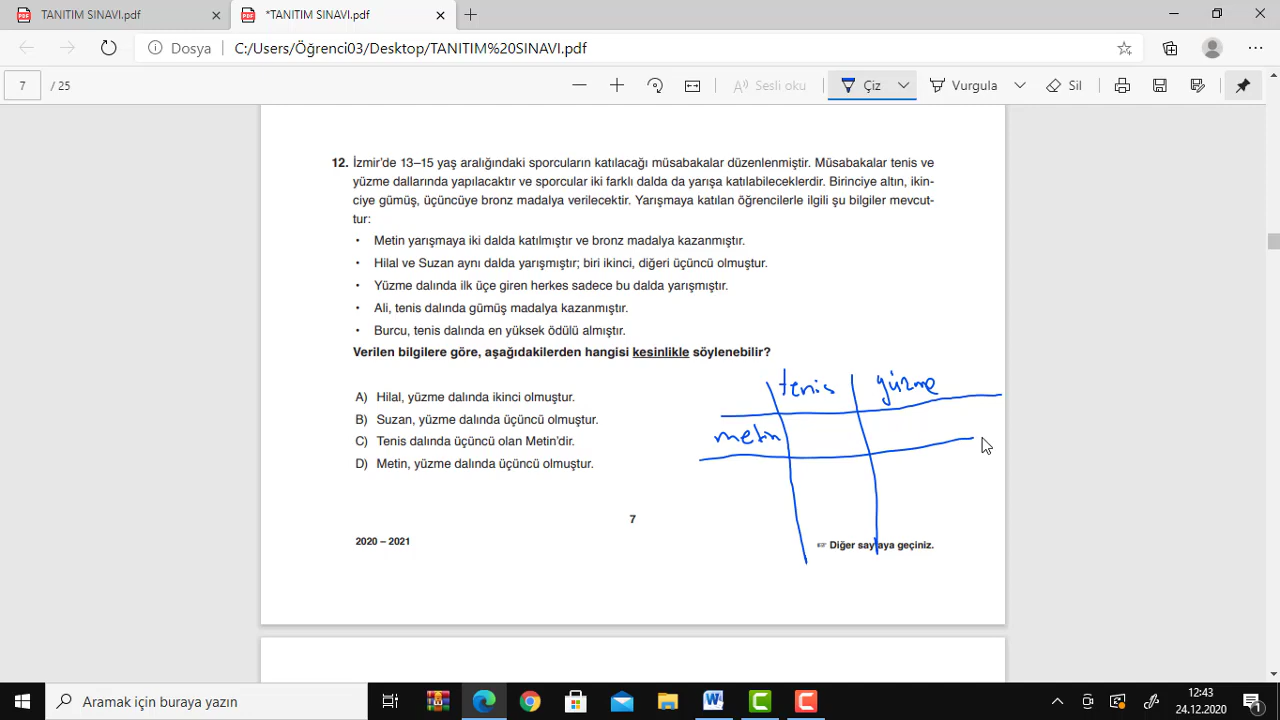 TANITIM SINAVI.pdf
*TANITIM SINAVI.pdf
Dosya
C:/Users/Öğrenci03/Desktop/TANITIM%20SINAVI.pdf
7 / 25
Sesli oku
Çiz
Vurgula
Sil
12. İzmir'de 13–15 yaş aralığındaki sporcuların katılacağı müsabakalar düzenlenmiştir. Müsabakalar tenis ve
yüzme dallarında yapılacaktır ve sporcular iki farklı dalda da yarışa katılabileceklerdir. Birinciye altın, ikin-
ciye gümüş, üçüncüye bronz madalya verilecektir. Yarışmaya katılan öğrencilerle ilgili şu bilgiler mevcut-
tur:
• Metin yarışmaya iki dalda katılmıştır ve bronz madalya kazanmıştır.
• Hilal ve Suzan aynı dalda yarışmıştır; biri ikinci, diğeri üçüncü olmuştur.
• Yüzme dalında ilk üçe giren herkes sadece bu dalda yarışmıştır.
• Ali, tenis dalında gümüş madalya kazanmıştır.
• Burcu, tenis dalında en yüksek ödülü almıştır.
Verilen bilgilere göre, aşağıdakilerden hangisi kesinlikle söylenebilir?
tenis yüzme
metin
A) Hilal, yüzme dalında ikinci olmuştur.
B) Suzan, yüzme dalında üçüncü olmuştur.
C) Tenis dalında üçüncü olan Metin'dir.
D) Metin, yüzme dalında üçüncü olmuştur.
7
2020 – 2021
Diğer sayfaya geçiniz.
Aramak için buraya yazın
12:43
24.12.2020
1